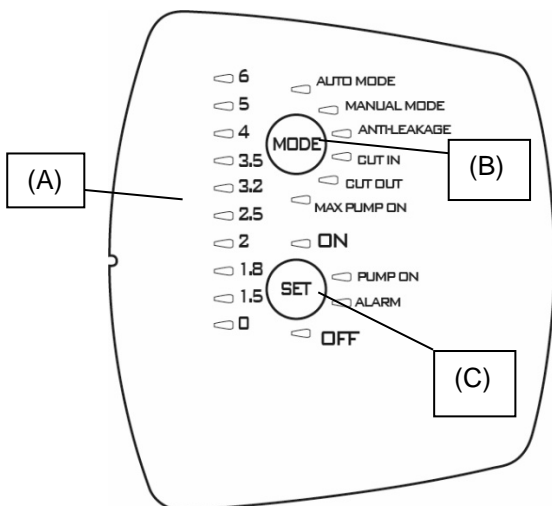 6
5
4
3.5
3.2
2.5
2
1.8
1.5
0
AUTO MODE
MANUAL MODE
ANTI-LEAKAGE
MODE
CUT IN
CUT OUT
MAX PUMP ON
ON
PUMP ON
SET
ALARM
OFF
(A)
(B)
(C)